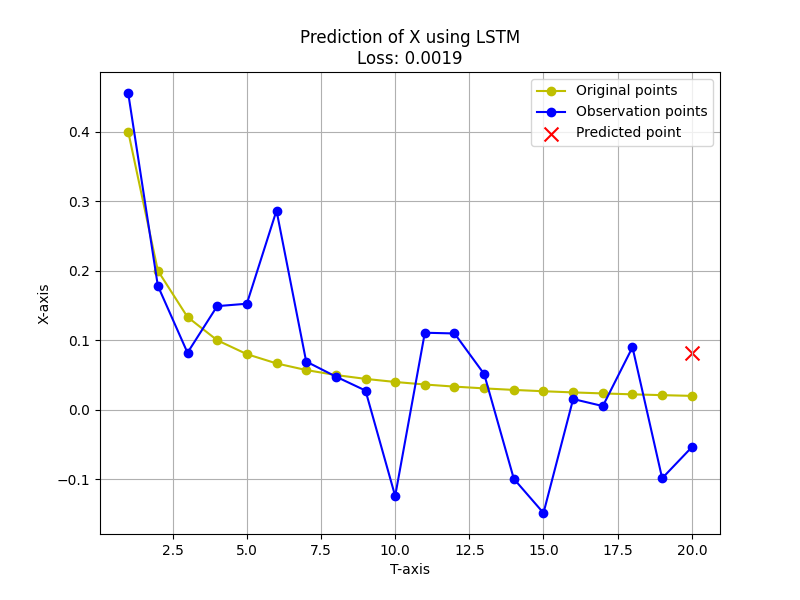 Prediction of X using LSTM
Loss: 0.0019
Original points
Observation points
Predicted point
X-axis
0.4
0.3
0.2
0.1
0.0
−0.1
2.5 5.0 7.5 10.0 12.5 15.0 17.5 20.0
T-axis